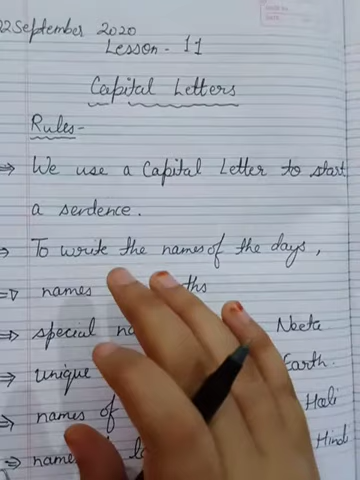 22 September 2020
Lesson - 11
Capital Letters
Rules -
⇒ We use a Capital Letter to start
a sentence.
⇒ To write the names of the days,
⇒ names ths
⇒ special Neeta
⇒ unique Earth.
⇒ names of Holi
⇒ name Hindi